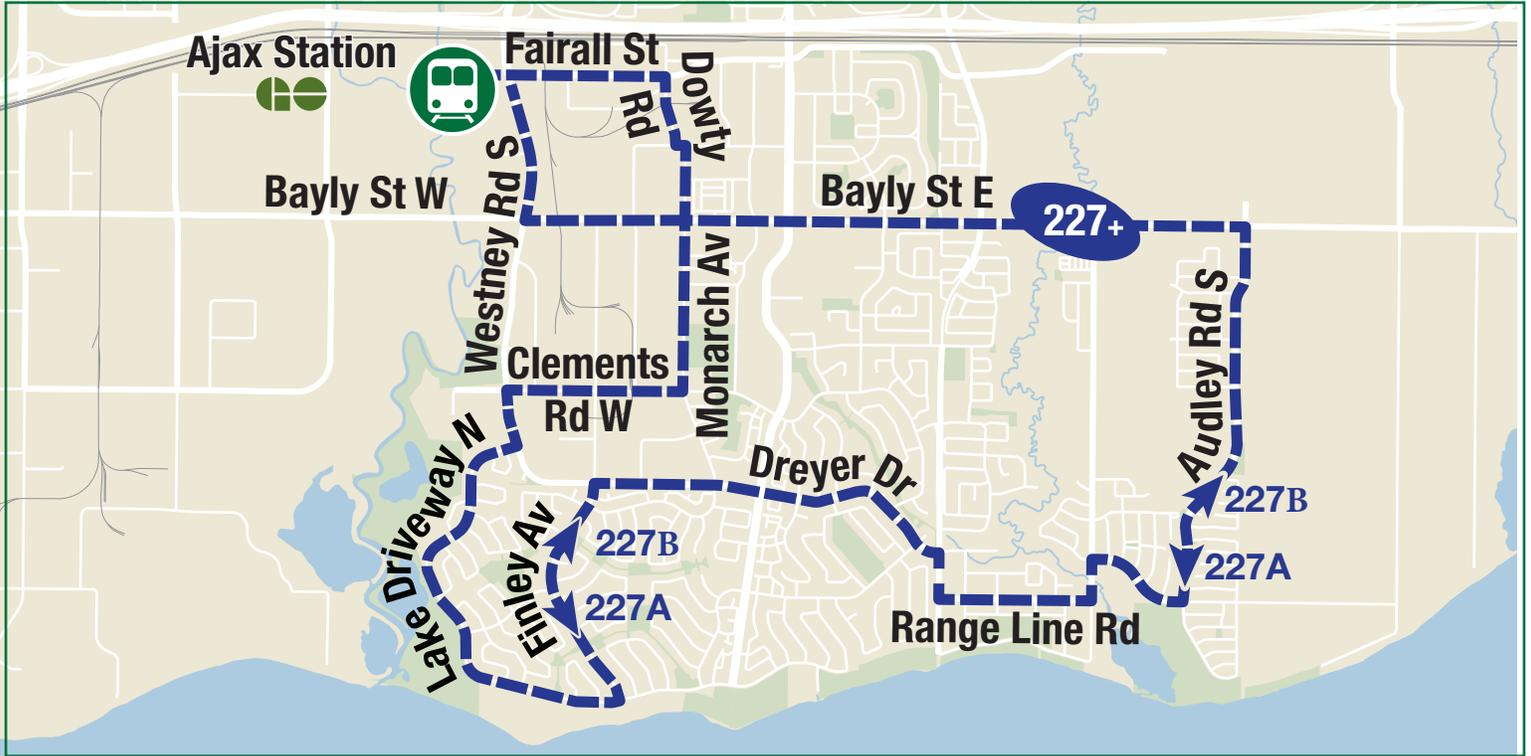 Ajax Station
GO
Fairall St
Dowty
Rd
Westney Rd S
Bayly St W
Bayly St E
227+
Monarch Av
Audley Rd S
Clements
Rd W
Lake Driveway N
Dreyer Dr
Finley Av
227B
227A
227B
227A
Range Line Rd